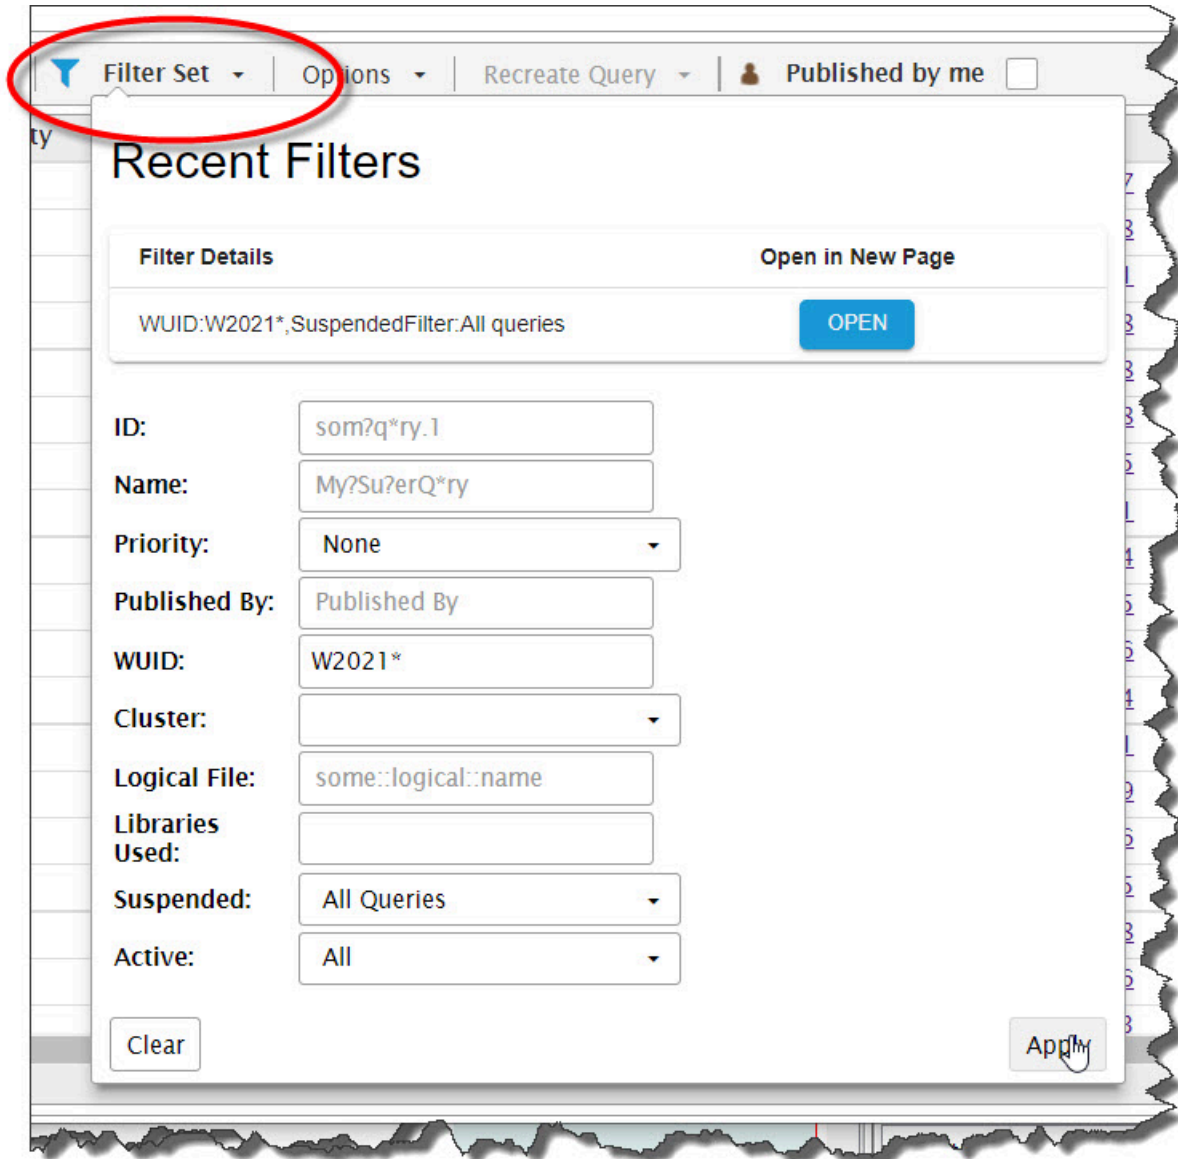 Filter Set Options Recreate Query Published by me
ty
Recent Filters
Filter Details Open in New Page
WUID:W2021*,SuspendedFilter:All queries OPEN
ID: som?q*ry.1
Name: My?Su?erQ*ry
Priority: None
Published By: Published By
WUID: W2021*
Cluster:
Logical File: some::logical::name
Libraries
Used:
Suspended: All Queries
Active: All
Clear Apply